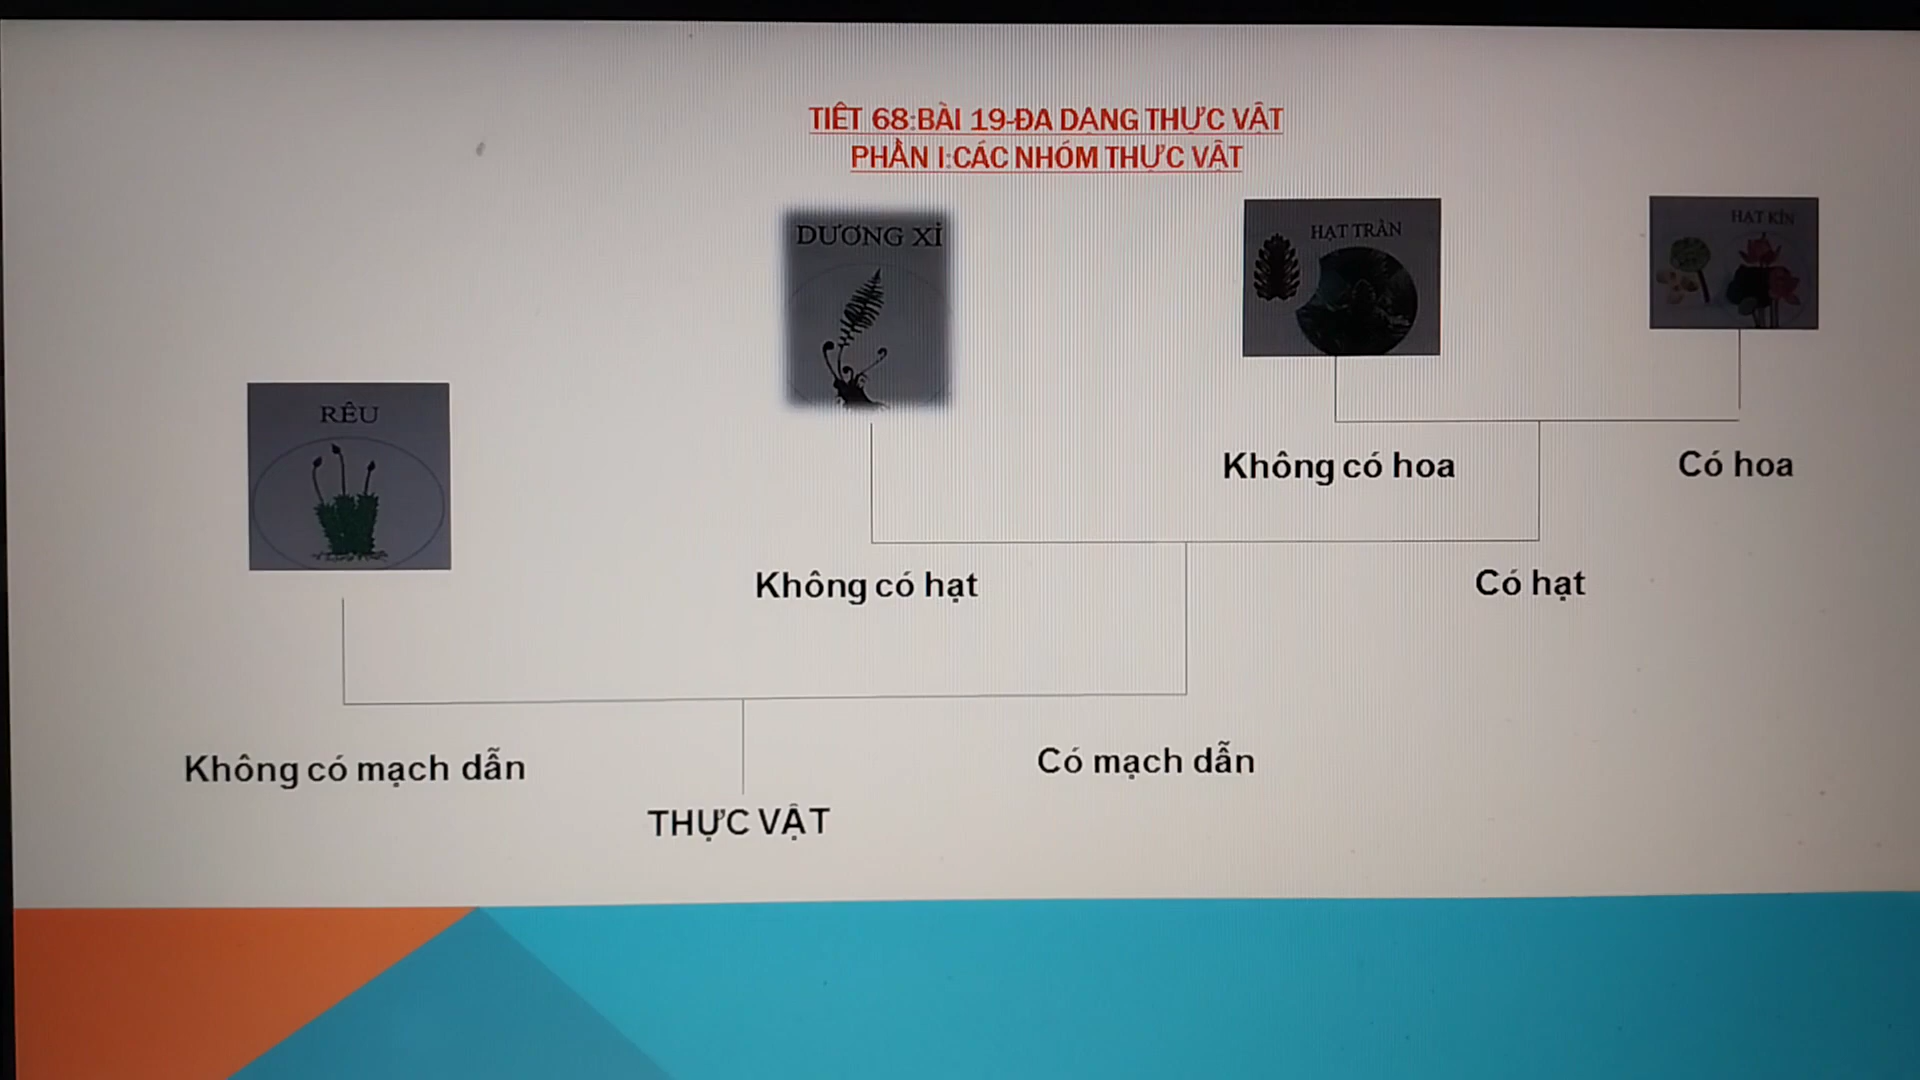 TIẾT 68:BÀI 19-ĐA DẠNG THỰC VẬT
PHẦN I:CÁC NHÓM THỰC VẬT
DƯƠNG XỈ
HẠT TRẦN
HẠT KÍN
RÊU
Không có hoa
Có hoa
Không có hạt
Có hạt
Không có mạch dẫn
Có mạch dẫn
THỰC VẬT